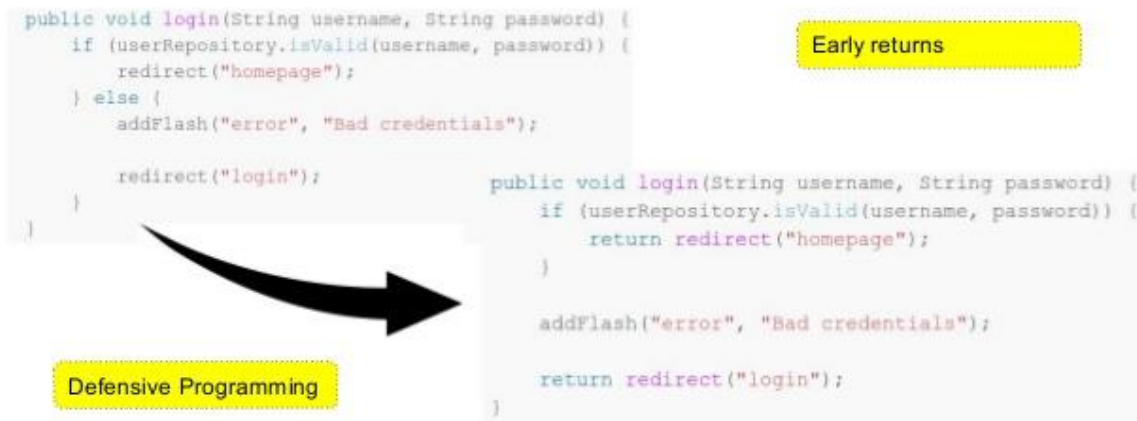 public void login(String username, String password) {
if (userRepository.isValid(username, password)) {
redirect("homepage");
} else {
addFlash("error", "Bad credentials");
redirect("login");
}
}
Early returns
public void login(String username, String password) {
if (userRepository.isValid(username, password)) {
return redirect("homepage");
}
addFlash("error", "Bad credentials");
return redirect("login");
}
Defensive Programming